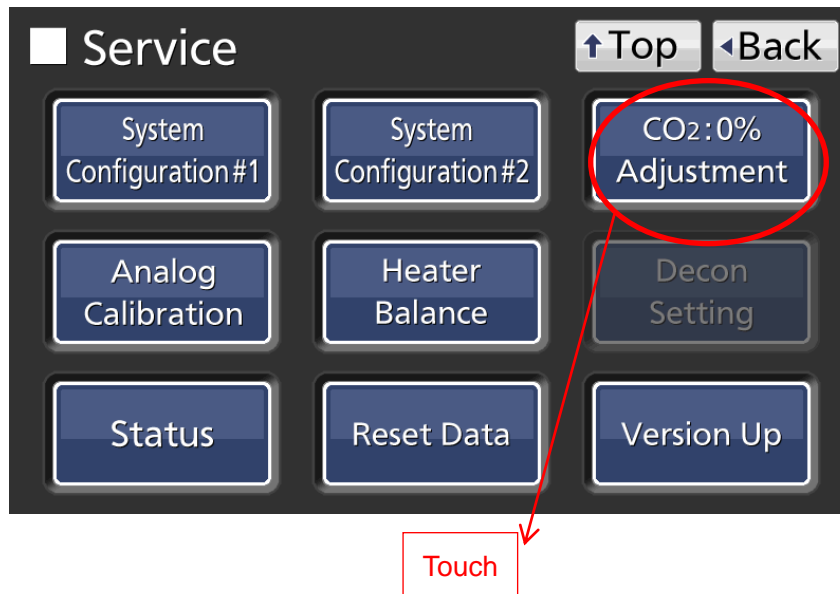 Service
Top
Back
System
Configuration#1
System
Configuration#2
CO2:0%
Adjustment
Analog
Calibration
Heater
Balance
Decon
Setting
Status
Reset Data
Version Up
Touch